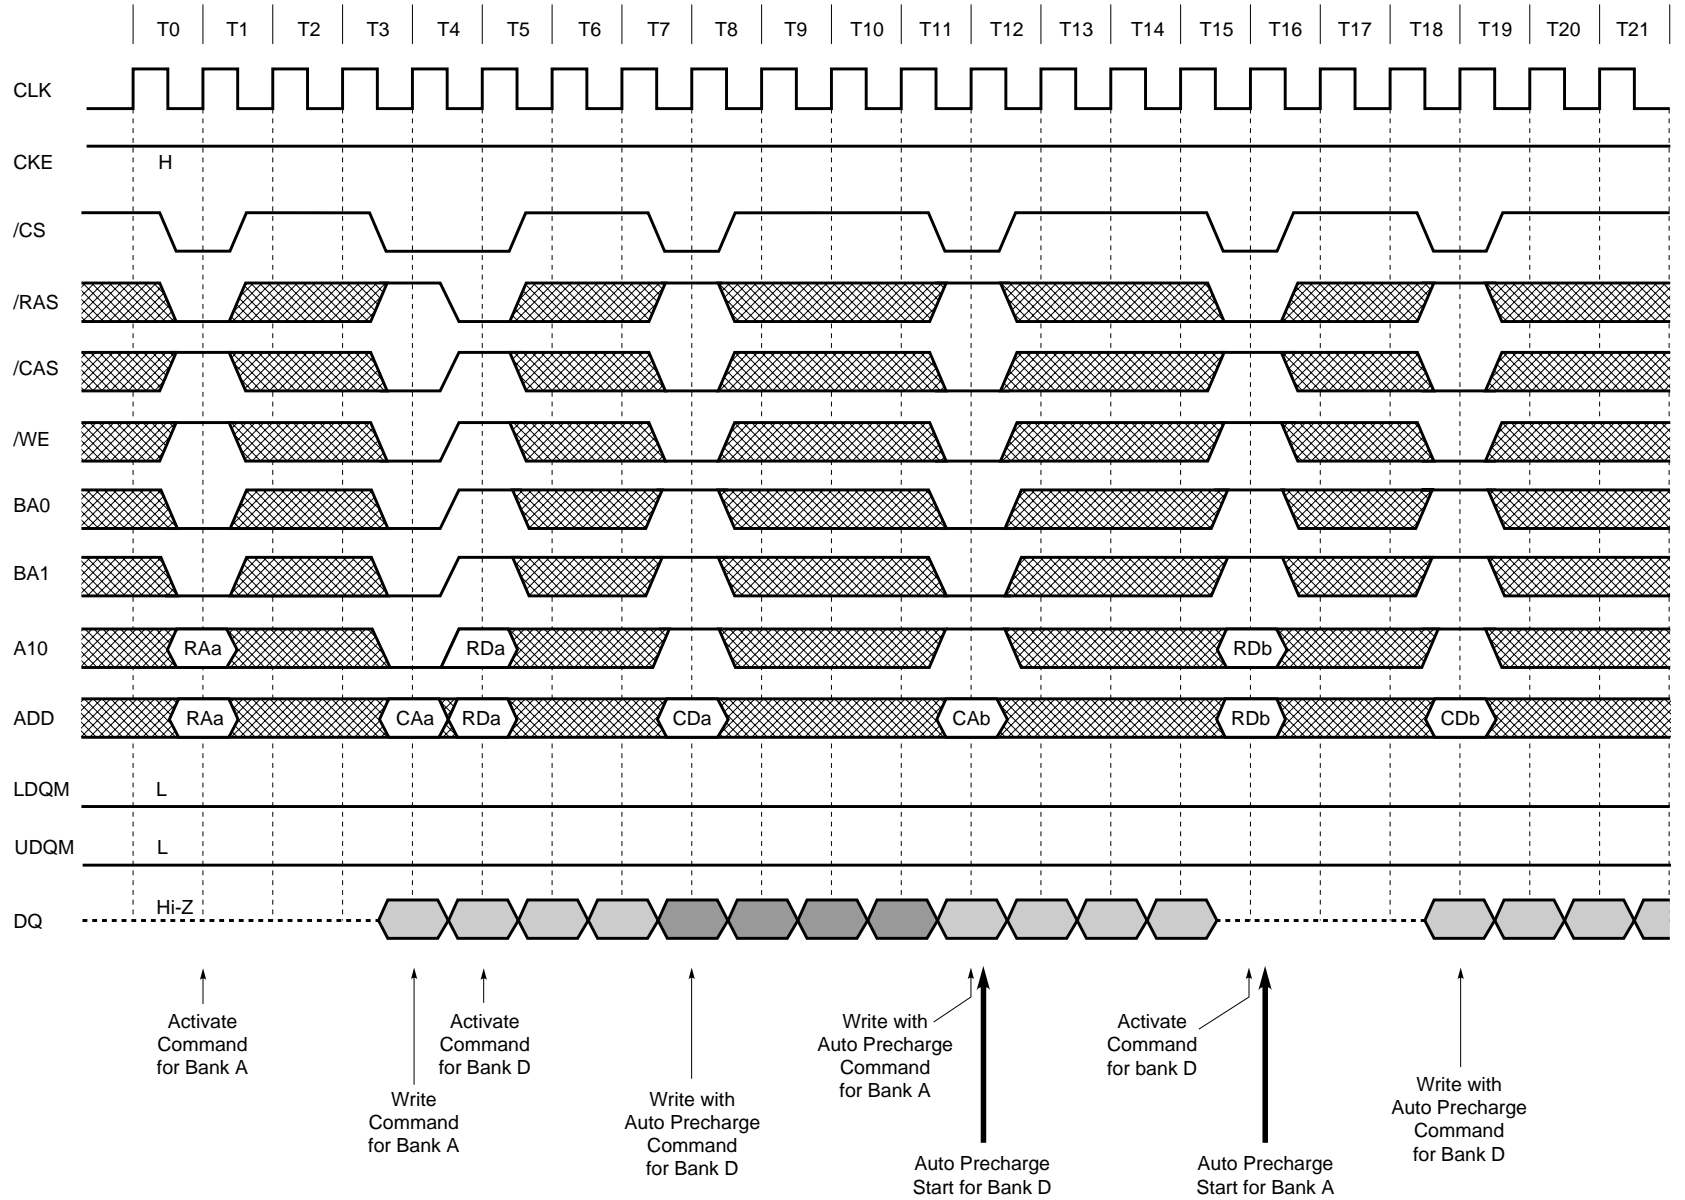 T0 T1 T2 T3 T4 T5 T6 T7 T8 T9 T10 T11 T12 T13 T14 T15 T16 T17 T18 T19 T20 T21
CLK
CKE H
/CS
/RAS
/CAS
/WE
BA0
BA1
A10 RAa RDa RDb
ADD RAa CAa RDa CDa CAb RDb CDb
LDQM L
UDQM L
DQ Hi-Z
Activate
Command
for Bank A
Write
Command
for Bank A
Activate
Command
for Bank D
Write with
Auto Precharge
Command
for Bank D
Write with
Auto Precharge
Command
for Bank A
Auto Precharge
Start for Bank D
Activate
Command
for bank D
Auto Precharge
Start for Bank A
Write with
Auto Precharge
Command
for Bank D